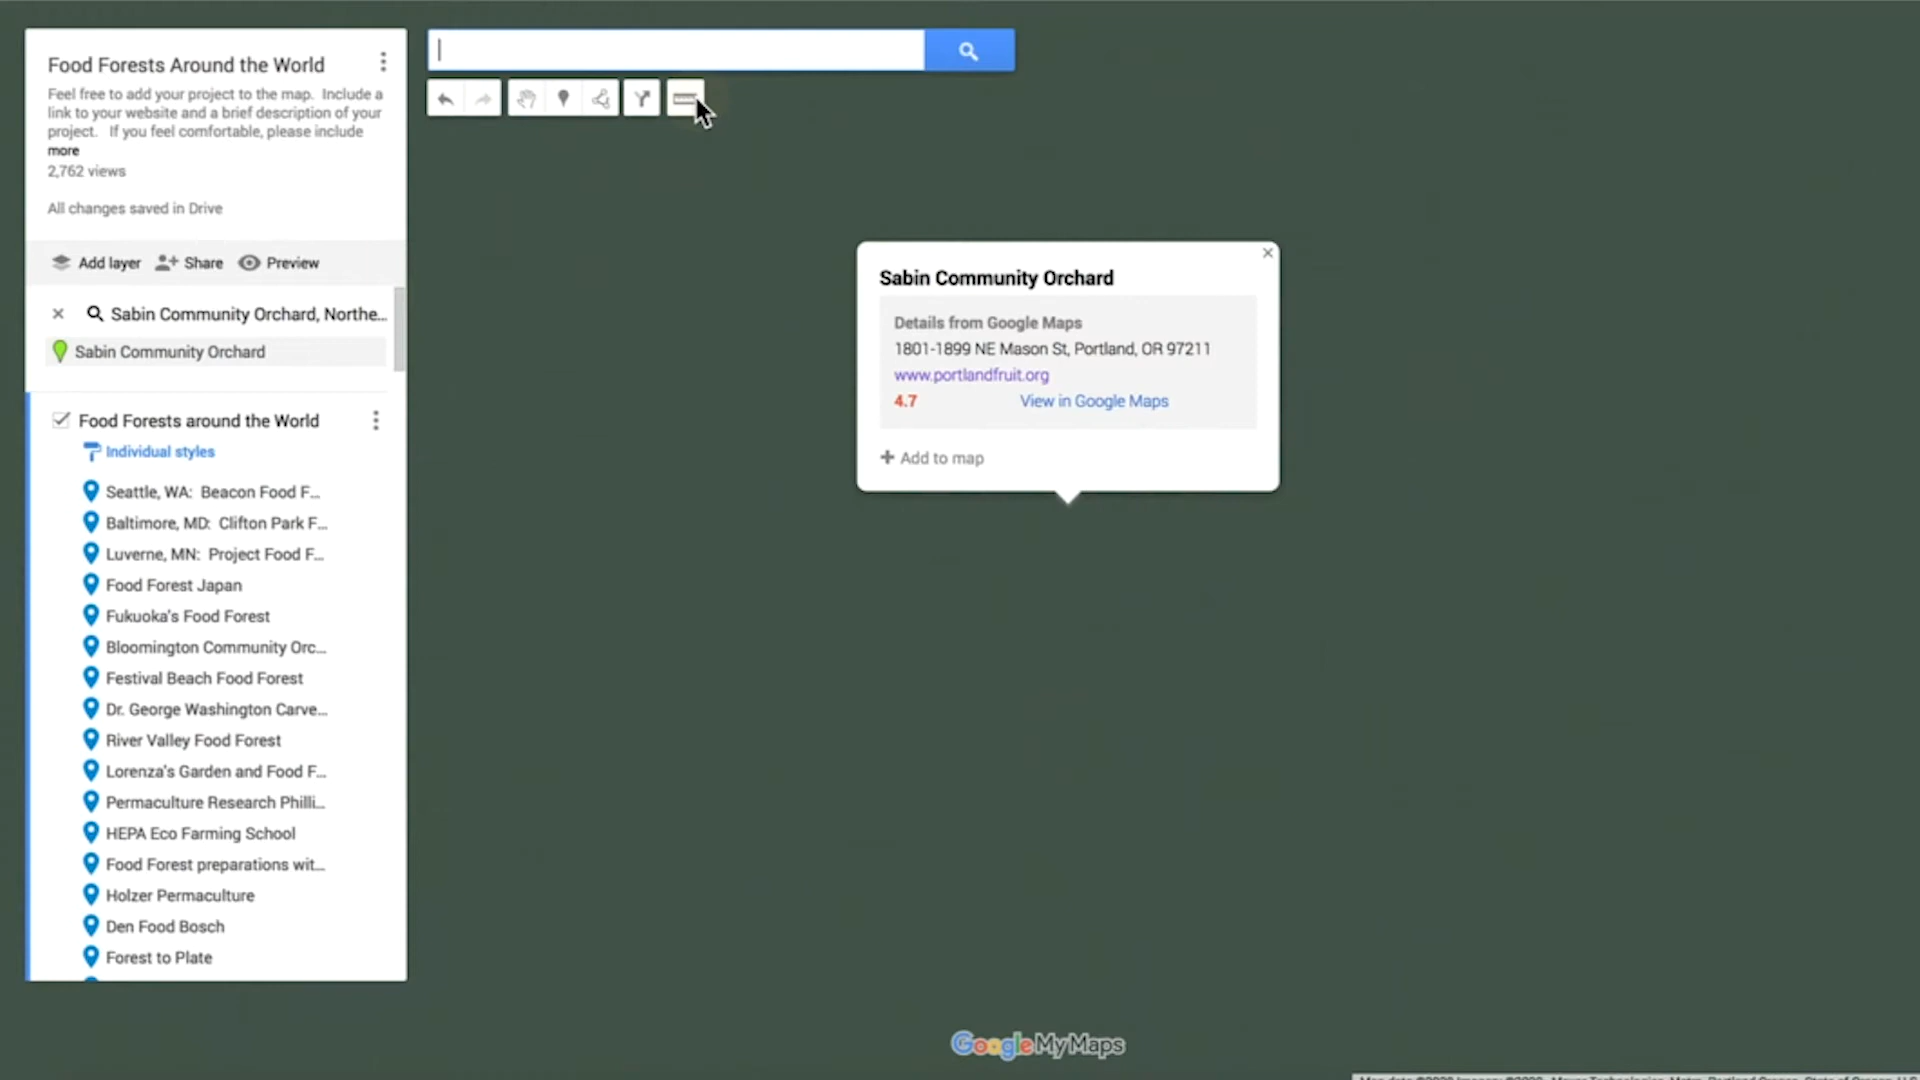 Food Forests Around the World
Feel free to add your project to the map. Include a
link to your website and a brief description of your
project. If you feel comfortable, please include
more
2,762 views
All changes saved in Drive
Add layer Share Preview
Sabin Community Orchard, Northe...
Sabin Community Orchard
Food Forests around the World
Individual styles
Seattle, WA: Beacon Food F...
Baltimore, MD: Clifton Park F...
Luverne, MN: Project Food F...
Food Forest Japan
Fukuoka's Food Forest
Bloomington Community Orc...
Festival Beach Food Forest
Dr. George Washington Carve...
River Valley Food Forest
Lorenza's Garden and Food F...
Permaculture Research Philli...
HEPA Eco Farming School
Food Forest preparations wit...
Holzer Permaculture
Den Food Bosch
Forest to Plate
Sabin Community Orchard
Details from Google Maps
1801-1899 NE Mason St, Portland, OR 97211
www.portlandfruit.org
4.7 View in Google Maps
Add to map
Google My Maps